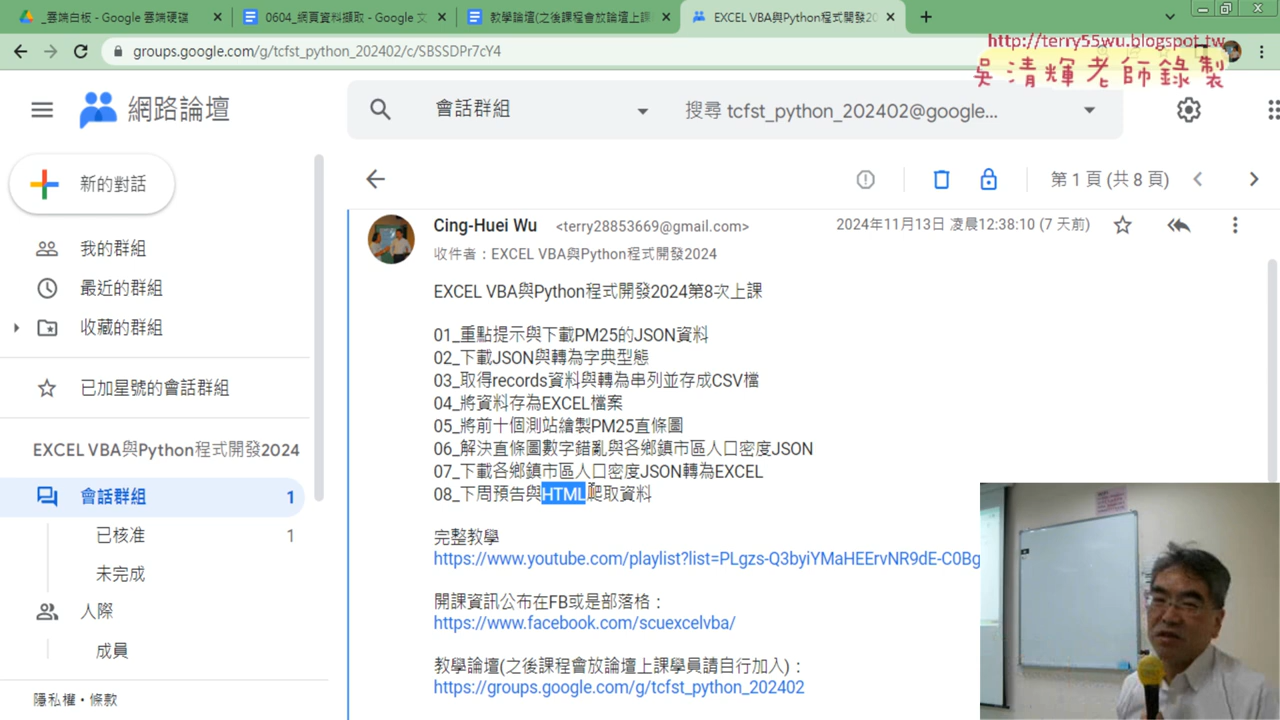 _雲端白板 - Google 雲端硬碟
0604_網頁資料擷取 - Google 文
教學論壇(之後課程會放論壇上課
EXCEL VBA與Python程式開發20
groups.google.com/g/tcfst_python_202402/c/SBSSDPr7cY4
http://terry55wu.blogspot.tw
吳清輝老師錄製
網路論壇
會話群組
搜尋 tcfst_python_202402@google...
新的對話
第 1 頁 (共 8 頁)
我的群組
最近的群組
收藏的群組
已加星號的會話群組
EXCEL VBA與Python程式開發2024
會話群組 1
已核准 1
未完成
人際
成員
隱私權・條款
Cing-Huei Wu <terry28853669@gmail.com>
2024年11月13日 凌晨12:38:10 (7 天前)
收件者：EXCEL VBA與Python程式開發2024
EXCEL VBA與Python程式開發2024第8次上課
01_重點提示與下載PM25的JSON資料
02_下載JSON與轉為字典型態
03_取得records資料與轉為串列並存成CSV檔
04_將資料存為EXCEL檔案
05_將前十個測站繪製PM25直條圖
06_解決直條圖數字錯亂與各鄉鎮市區人口密度JSON
07_下載各鄉鎮市區人口密度JSON轉為EXCEL
08_下周預告與HTML爬取資料
完整教學
https://www.youtube.com/playlist?list=PLgzs-Q3byiYMaHEErvNR9dE-C0Bg
開課資訊公布在FB或是部落格：
https://www.facebook.com/scuexcelvba/
教學論壇(之後課程會放論壇上課學員請自行加入)：
https://groups.google.com/g/tcfst_python_202402